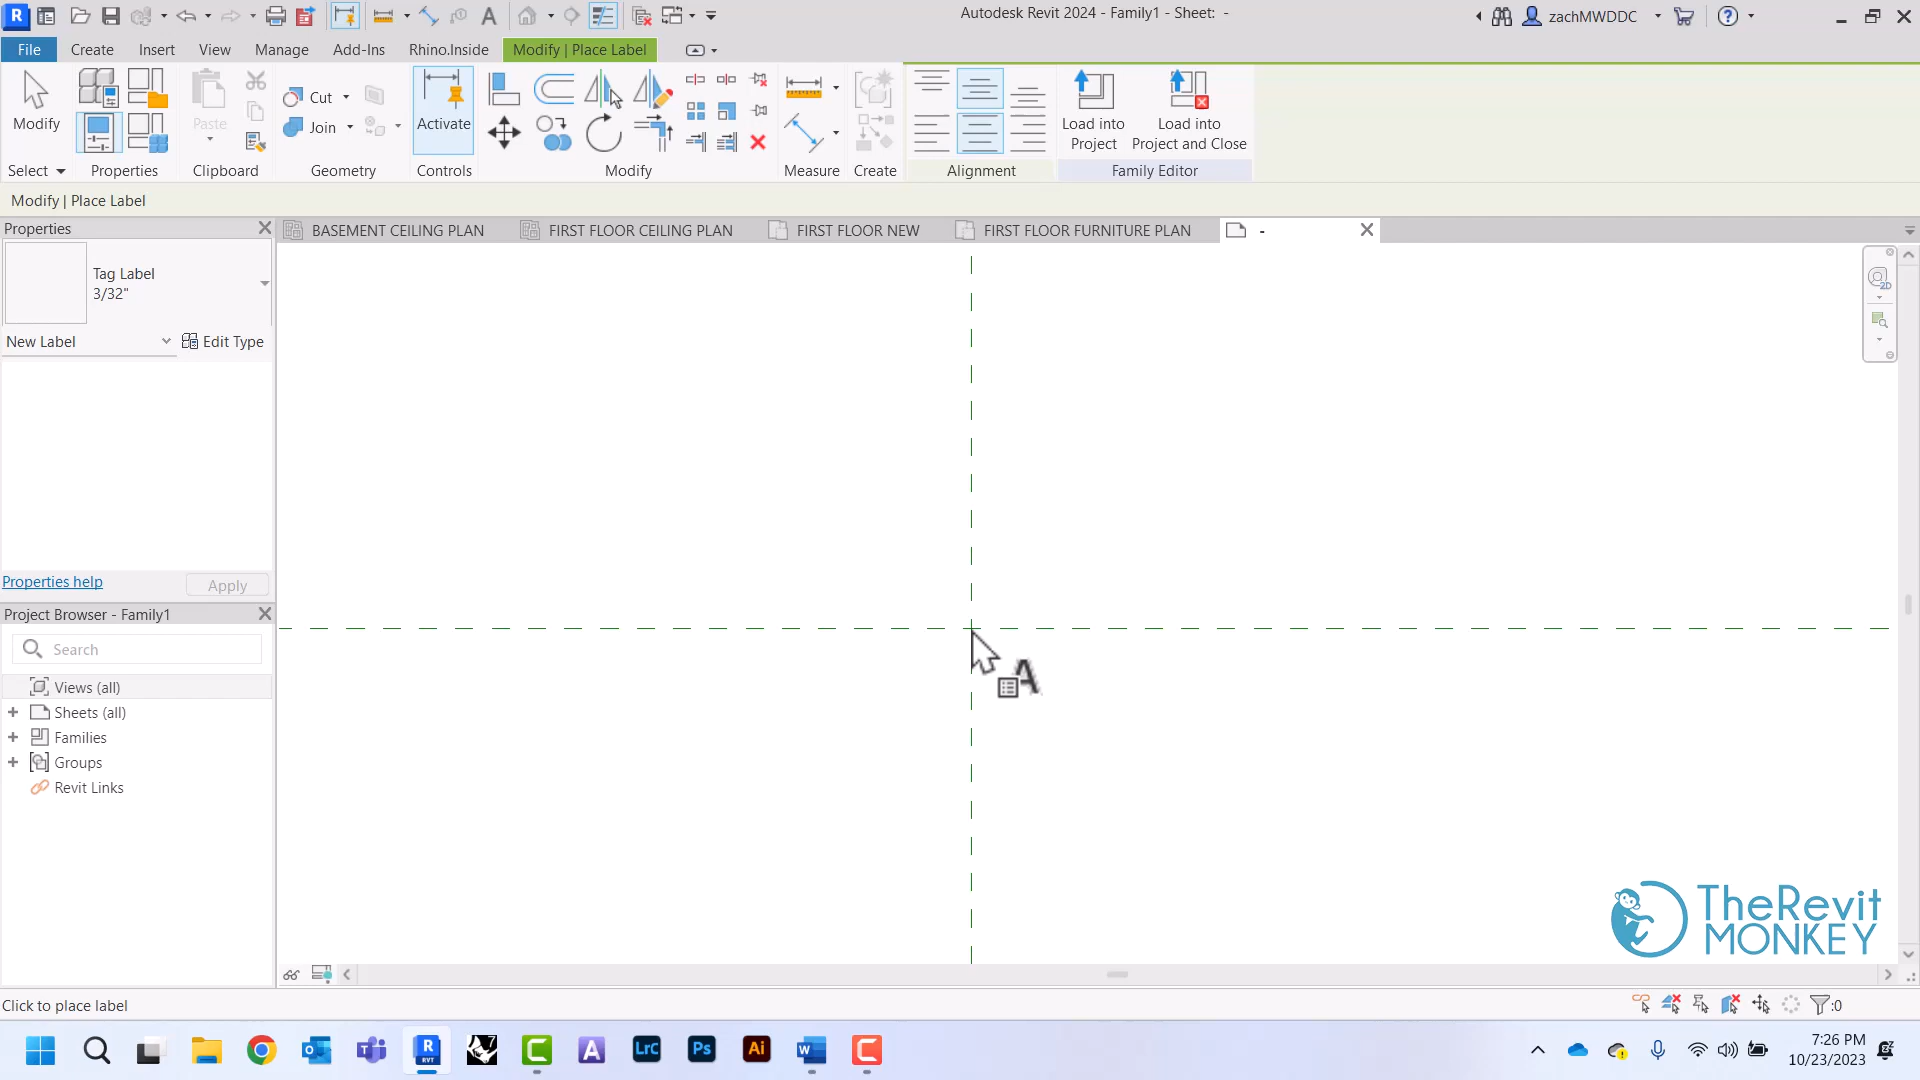 Autodesk Revit 2024 - Family1 - Sheet: -
zachMWDDC
File Create Insert View Manage Add-Ins Rhino.Inside Modify | Place Label
Modify
Paste
Cut
Join
Activate
Load into Project
Load into Project and Close
Select Properties Clipboard Geometry Controls Modify Measure Create Alignment Family Editor
Modify | Place Label
Properties
BASEMENT CEILING PLAN FIRST FLOOR CEILING PLAN FIRST FLOOR NEW FIRST FLOOR FURNITURE PLAN -
Tag Label
3/32"
New Label Edit Type
Properties help Apply
Project Browser - Family1
Search
Views (all)
Sheets (all)
Families
Groups
Revit Links
A
TheRevit
MONKEY
Click to place label
:0
R
RVT
7
C
A
LrC
Ps
Ai
W
C
7:26 PM
10/23/2023